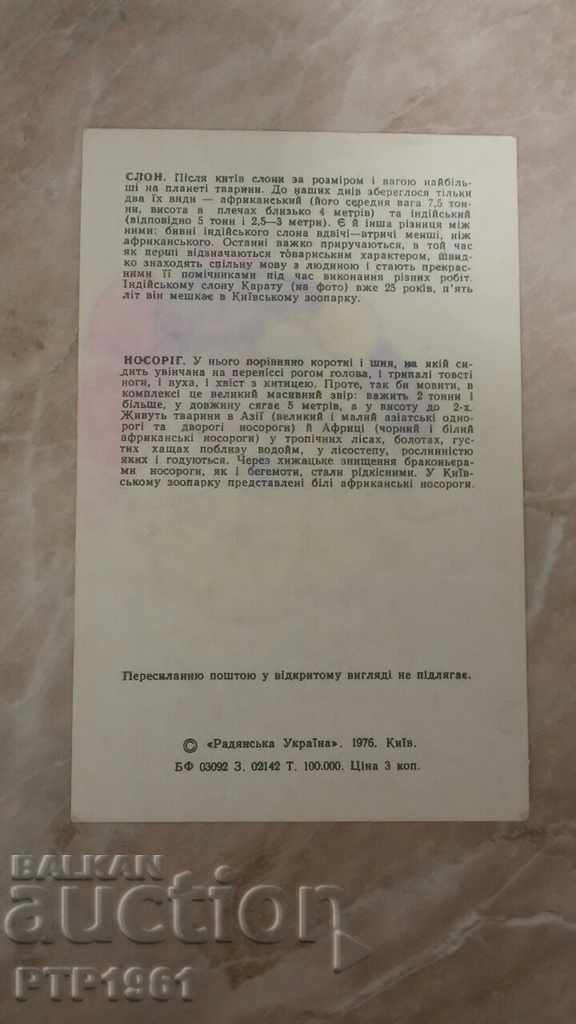 СЛОН. Після китів слони за розміром і вагою найбіль-
ші на планеті тварини. До наших днів збереглося тільки
два їх види — африканський (його середня вага 7,5 тон-
ни, висота в плечах близько 4 метрів) та індійський
(відповідно 5 тонн і 2,5—3 метри). Є й інша різниця між
ними: бивні індійського слона вдвічі—втричі менші, ніж
африканського. Останні важко приручаються, в той час
як перші відзначаються товариським характером, швид-
ко знаходять спільну мову з людиною і стають прекрас-
ними її помічниками під час виконання різних робіт.
Індійському слону Карату (на фото) вже 25 років, п'ять
літ він мешкає в Київському зоопарку.
НОСОРІГ. У нього порівняно короткі і шия, на якій си-
дить увінчана на переніссі рогом голова, і трипалі товсті
ноги, і вуха, і хвіст з китицею. Проте, так би мовити, в
комплексі це великий масивний звір: важить 2 тонни і
більше, у довжину сягає 5 метрів, а у висоту до 2-х.
Живуть тварини в Азії (великий і малий азіатські одно-
рогі та дворогі носороги) й Африці (чорний і білий
африканські носороги) у тропічних лісах, болотах, гус-
тих хащах поблизу водойм, у лісостепу, рослинністю
яких і годуються. Через хижацьке знищення браконьєра-
ми носороги, як і бегемоти, стали рідкісними. У Київ-
ському зоопарку представлені білі африканські носороги.
Пересиланню поштою у відкритому вигляді не підлягає.
© «Радянська Україна». 1976. Київ.
БФ 03092 З. 02142 Т. 100.000. Ціна 3 коп.
BALKAN
auction
PTP1961